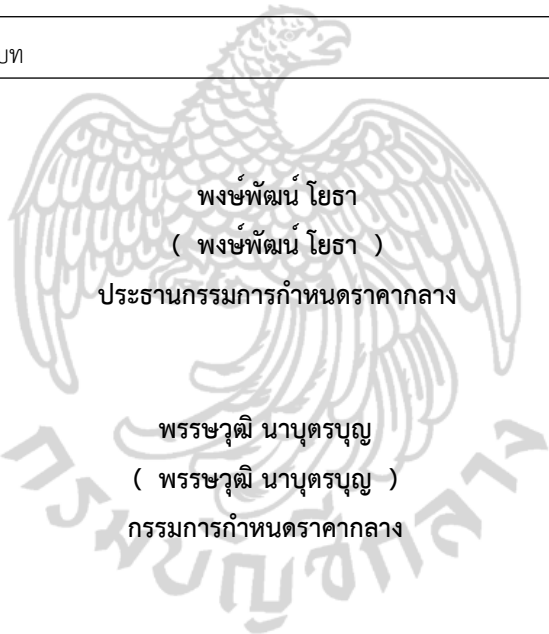 บท
พงษ์พัฒน์ โยธา
( พงษ์พัฒน์ โยธา )
ประธานกรรมการกำหนดราคากลาง
พรรษวุฒิ นาบุตรบุญ
( พรรษวุฒิ นาบุตรบุญ )
กรรมการกำหนดราคากลาง
กรมบัญชีกลาง